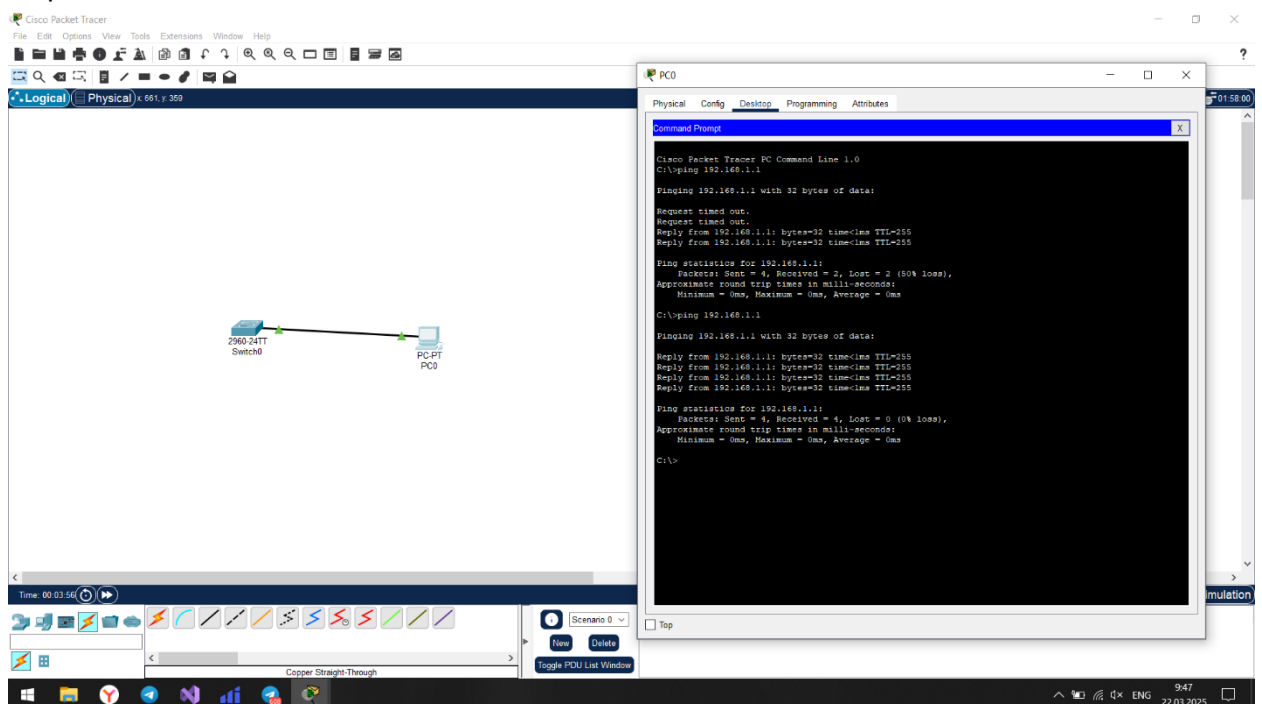 Cisco Packet Tracer
File Edit Options View Tools Extensions Window Help
?
Logical Physical x: 661, y: 359
01:58:00
PC0
Physical Config Desktop Programming Attributes
Command Prompt X
Cisco Packet Tracer PC Command Line 1.0
C:\>ping 192.168.1.1
Pinging 192.168.1.1 with 32 bytes of data:
Request timed out.
Request timed out.
Reply from 192.168.1.1: bytes=32 time<1ms TTL=255
Reply from 192.168.1.1: bytes=32 time<1ms TTL=255
Ping statistics for 192.168.1.1:
Packets: Sent = 4, Received = 2, Lost = 2 (50% loss),
Approximate round trip times in milli-seconds:
Minimum = 0ms, Maximum = 0ms, Average = 0ms
C:\>ping 192.168.1.1
Pinging 192.168.1.1 with 32 bytes of data:
Reply from 192.168.1.1: bytes=32 time<1ms TTL=255
Reply from 192.168.1.1: bytes=32 time<1ms TTL=255
Reply from 192.168.1.1: bytes=32 time<1ms TTL=255
Reply from 192.168.1.1: bytes=32 time<1ms TTL=255
Ping statistics for 192.168.1.1:
Packets: Sent = 4, Received = 4, Lost = 0 (0% loss),
Approximate round trip times in milli-seconds:
Minimum = 0ms, Maximum = 0ms, Average = 0ms
C:\>
Top
2960-24TT
Switch0
PC-PT
PC0
Time: 00:03:56
imulation
Scenario 0
New Delete
Toggle PDU List Window
Copper Straight-Through
ENG
9:47
22.03.2025